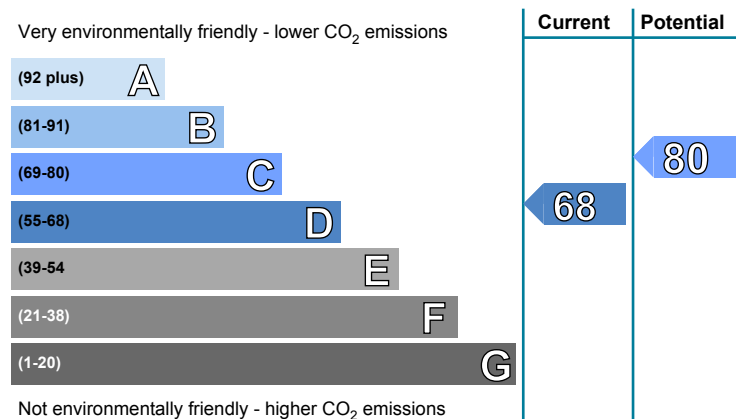 Very environmentally friendly - lower CO2 emissions
Current
Potential
(92 plus) A
(81-91) B
(69-80) C
80
(55-68) D
68
(39-54 E
(21-38) F
(1-20) G
Not environmentally friendly - higher CO2 emissions